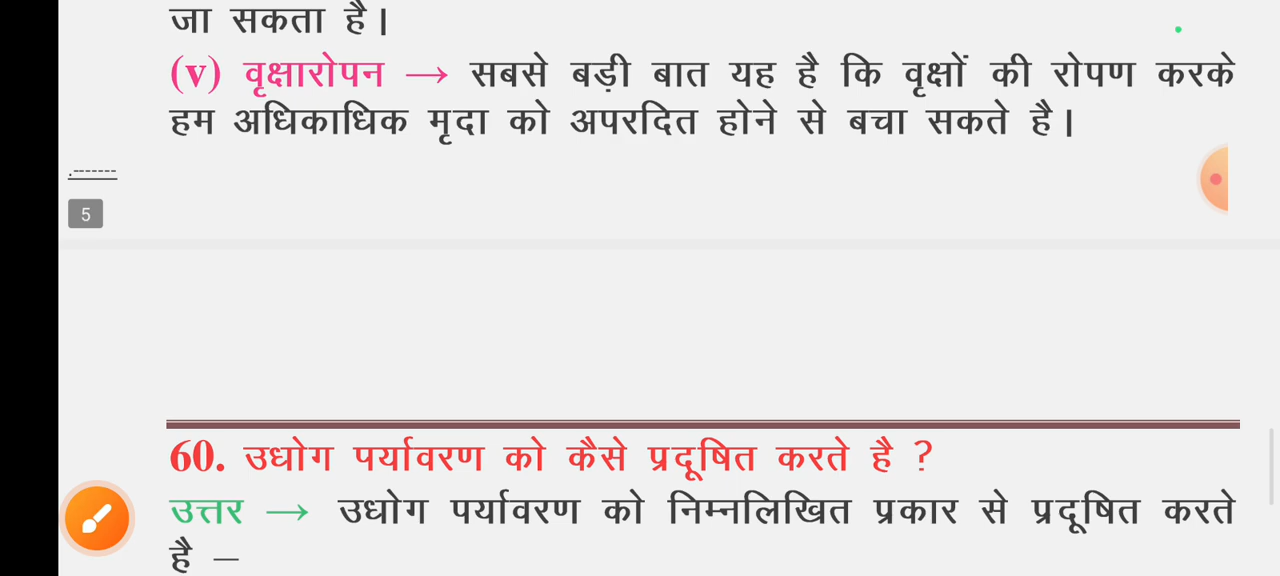 जा सकता है।
(v) वृक्षारोपन → सबसे बड़ी बात यह है कि वृक्षों की रोपण करके
हम अधिकाधिक मृदा को अपरदित होने से बचा सकते है।
5
60. उधोग पर्यावरण को कैसे प्रदूषित करते है ?
उत्तर → उधोग पर्यावरण को निम्नलिखित प्रकार से प्रदूषित करते
है –